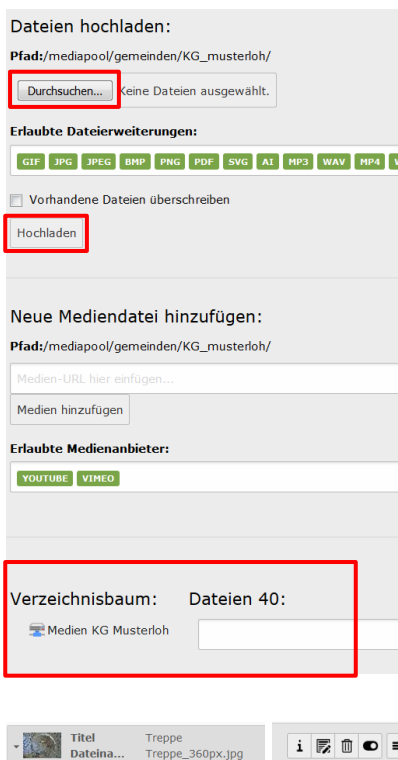 Dateien hochladen:
Pfad:/mediapool/gemeinden/KG_musterloh/
Durchsuchen... Keine Dateien ausgewählt.
Erlaubte Dateierweiterungen:
GIF JPG JPEG BMP PNG PDF SVG AI MP3 WAV MP4
Vorhandene Dateien überschreiben
Hochladen
Neue Mediendatei hinzufügen:
Pfad:/mediapool/gemeinden/KG_musterloh/
Medien-URL hier einfügen...
Medien hinzufügen
Erlaubte Medienanbieter:
YOUTUBE VIMEO
Verzeichnisbaum: Dateien 40:
Medien KG Musterloh
Titel Treppe
Dateina... Treppe_360px.jpg